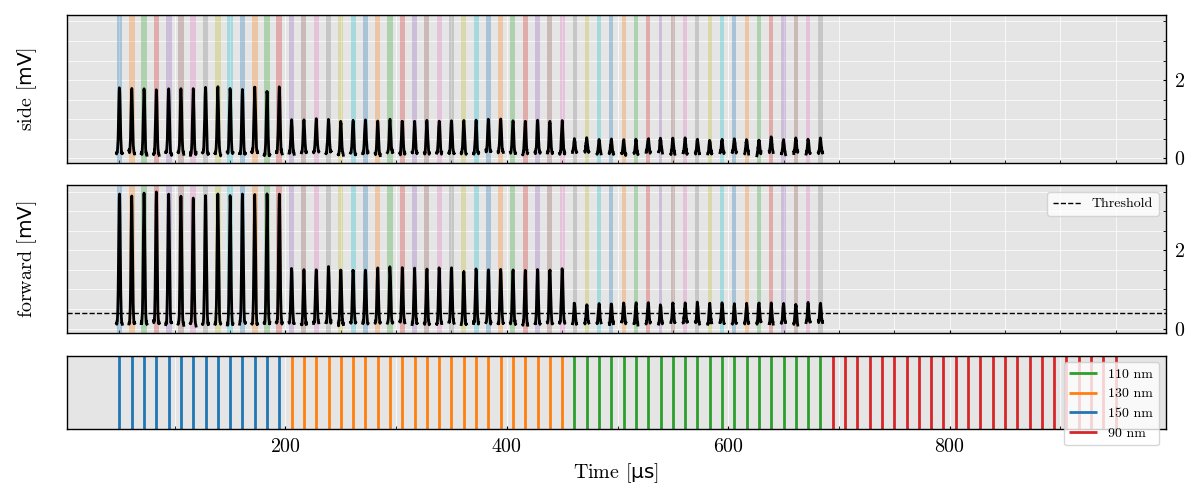 side [mV]
2
0
forward [mV]
Threshold
2
0
110 nm
130 nm
150 nm
90 nm
200 400 600 800
Time [µs]